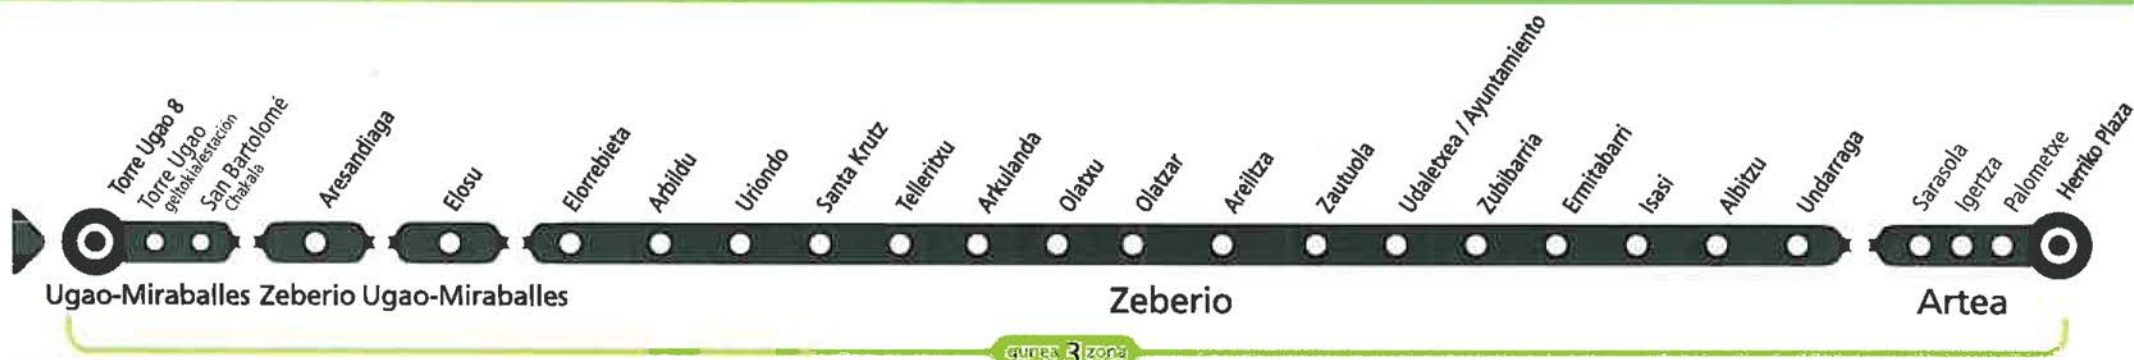 Torre Ugao 8
Torre Ugao
geltokia/estación
San Bartolomé
Chakala
Aresandiaga
Elosu
Elorrebieta
Arbildu
Uriondo
Santa Krutz
Telleritxu
Arkulanda
Olatxu
Olatzar
Areiltza
Zautuola
Udaletxea / Ayuntamiento
Zubibarria
Ermitabarri
Isasi
Albitzu
Undarraga
Sarasola
Igertza
Palometxe
Herriko Plaza
Ugao-Miraballes Zeberio Ugao-Miraballes
Zeberio
Artea
gunea 3 zona